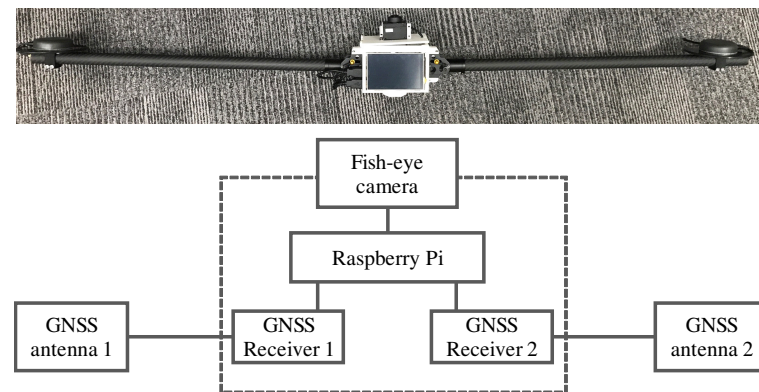 Fish-eye
camera
Raspberry Pi
GNSS
antenna 1
GNSS
Receiver 1
GNSS
Receiver 2
GNSS
antenna 2